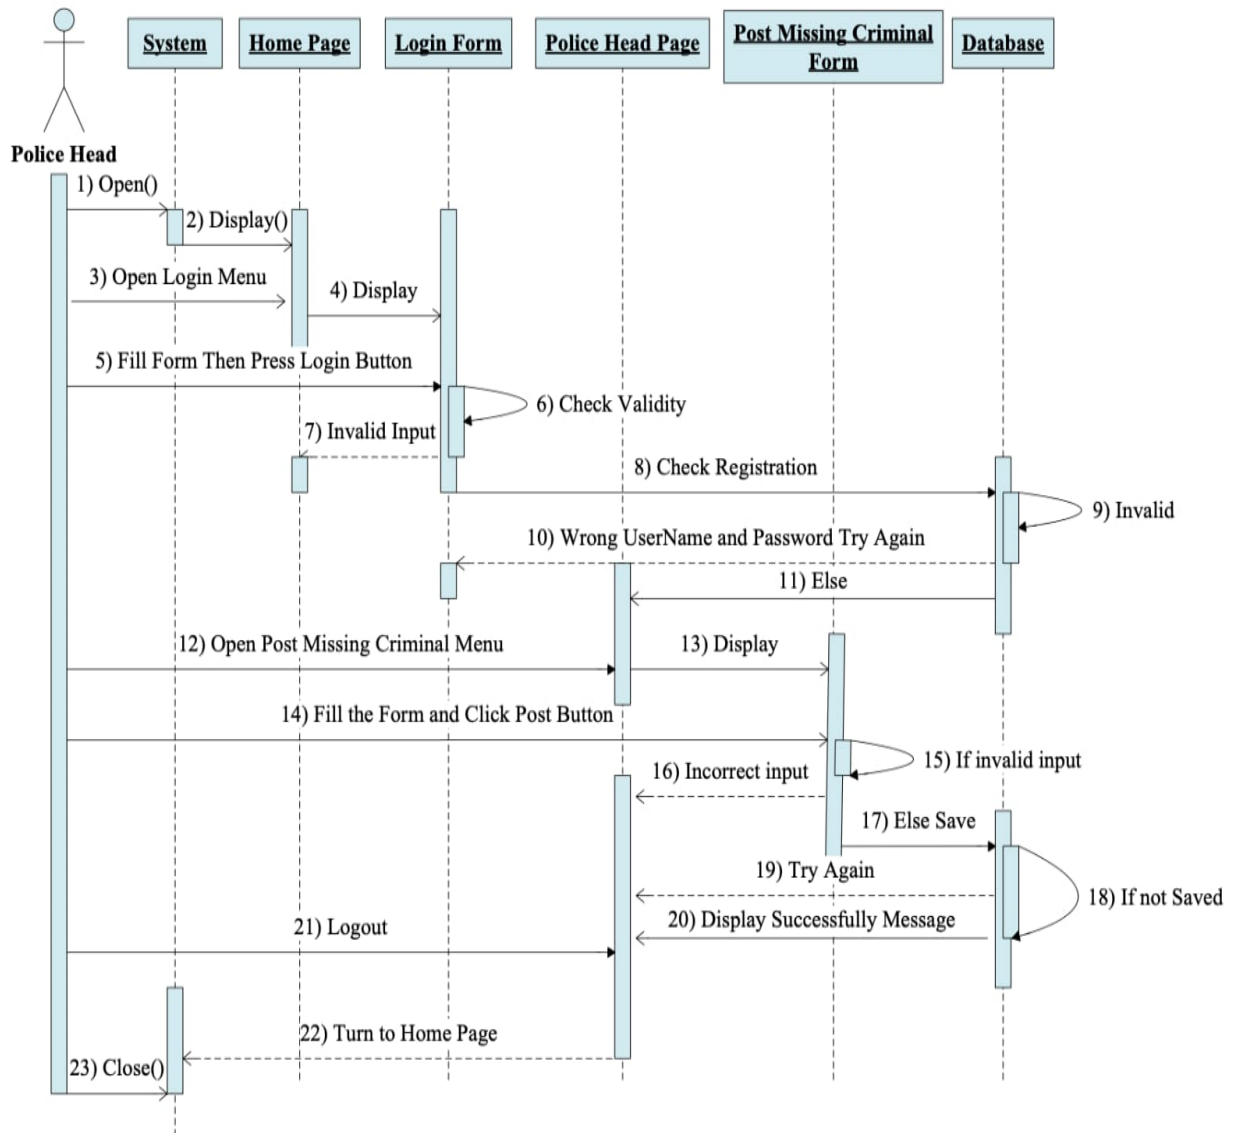 System
Home Page
Login Form
Police Head Page
Post Missing Criminal
Form
Database
Police Head
1) Open()
2) Display()
3) Open Login Menu
4) Display
5) Fill Form Then Press Login Button
6) Check Validity
7) Invalid Input
8) Check Registration
9) Invalid
10) Wrong UserName and Password Try Again
11) Else
12) Open Post Missing Criminal Menu
13) Display
14) Fill the Form and Click Post Button
15) If invalid input
16) Incorrect input
17) Else Save
18) If not Saved
19) Try Again
20) Display Successfully Message
21) Logout
22) Turn to Home Page
23) Close()